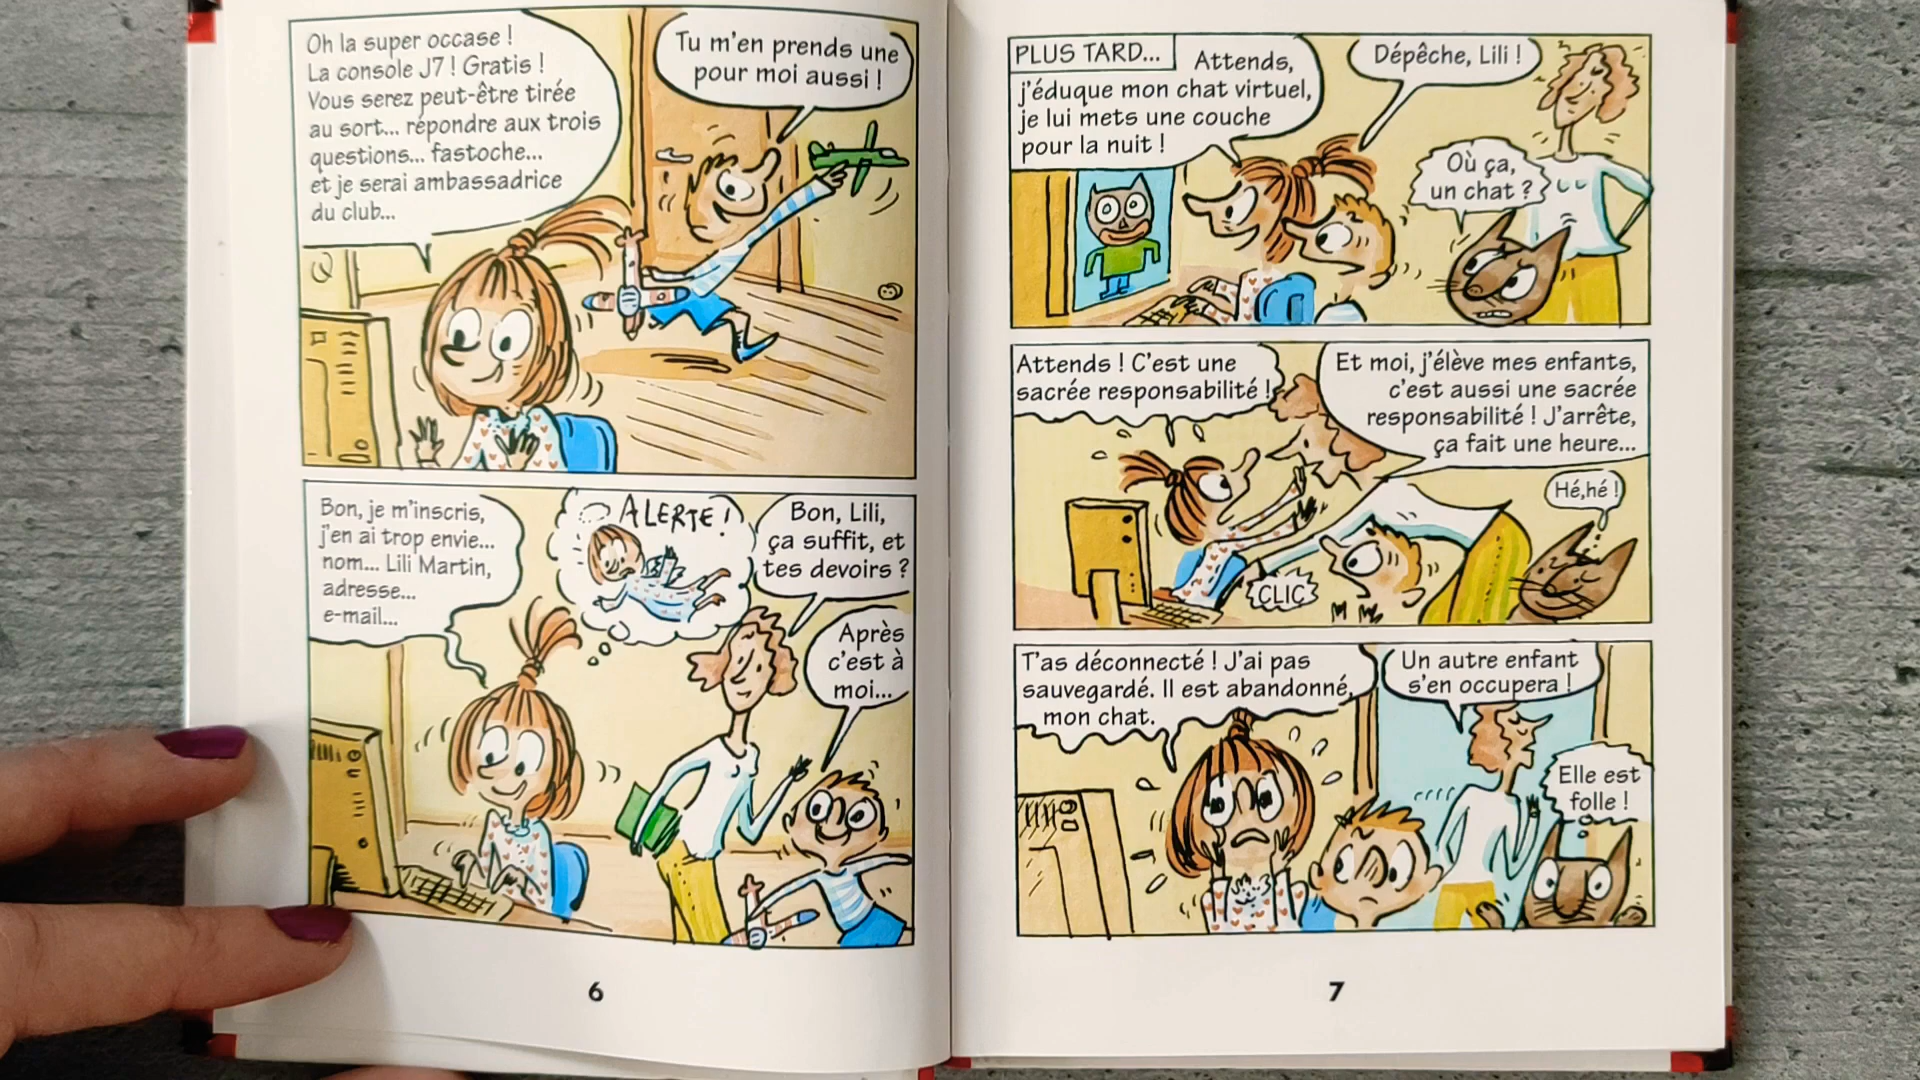 Oh la super occase !
La console J7 ! Gratis !
Vous serez peut-être tirée
au sort... répondre aux trois
questions... fastoche...
et je serai ambassadrice
du club...
Tu m'en prends une
pour moi aussi !
Bon, je m'inscris,
j'en ai trop envie...
nom... Lili Martin,
adresse...
e-mail...
ALERTE !
Bon, Lili,
ça suffit, et
tes devoirs ?
Après
c'est à
moi...
6
PLUS TARD...
Attends,
j'éduque mon chat virtuel,
je lui mets une couche
pour la nuit !
Dépêche, Lili !
Où ça,
un chat ?
Attends ! C'est une
sacrée responsabilité !
Et moi, j'élève mes enfants,
c'est aussi une sacrée
responsabilité ! J'arrête,
ça fait une heure...
Hé,hé !
CLIC
T'as déconnecté ! J'ai pas
sauvegardé. Il est abandonné,
mon chat.
Un autre enfant
s'en occupera !
Elle est
folle !
7